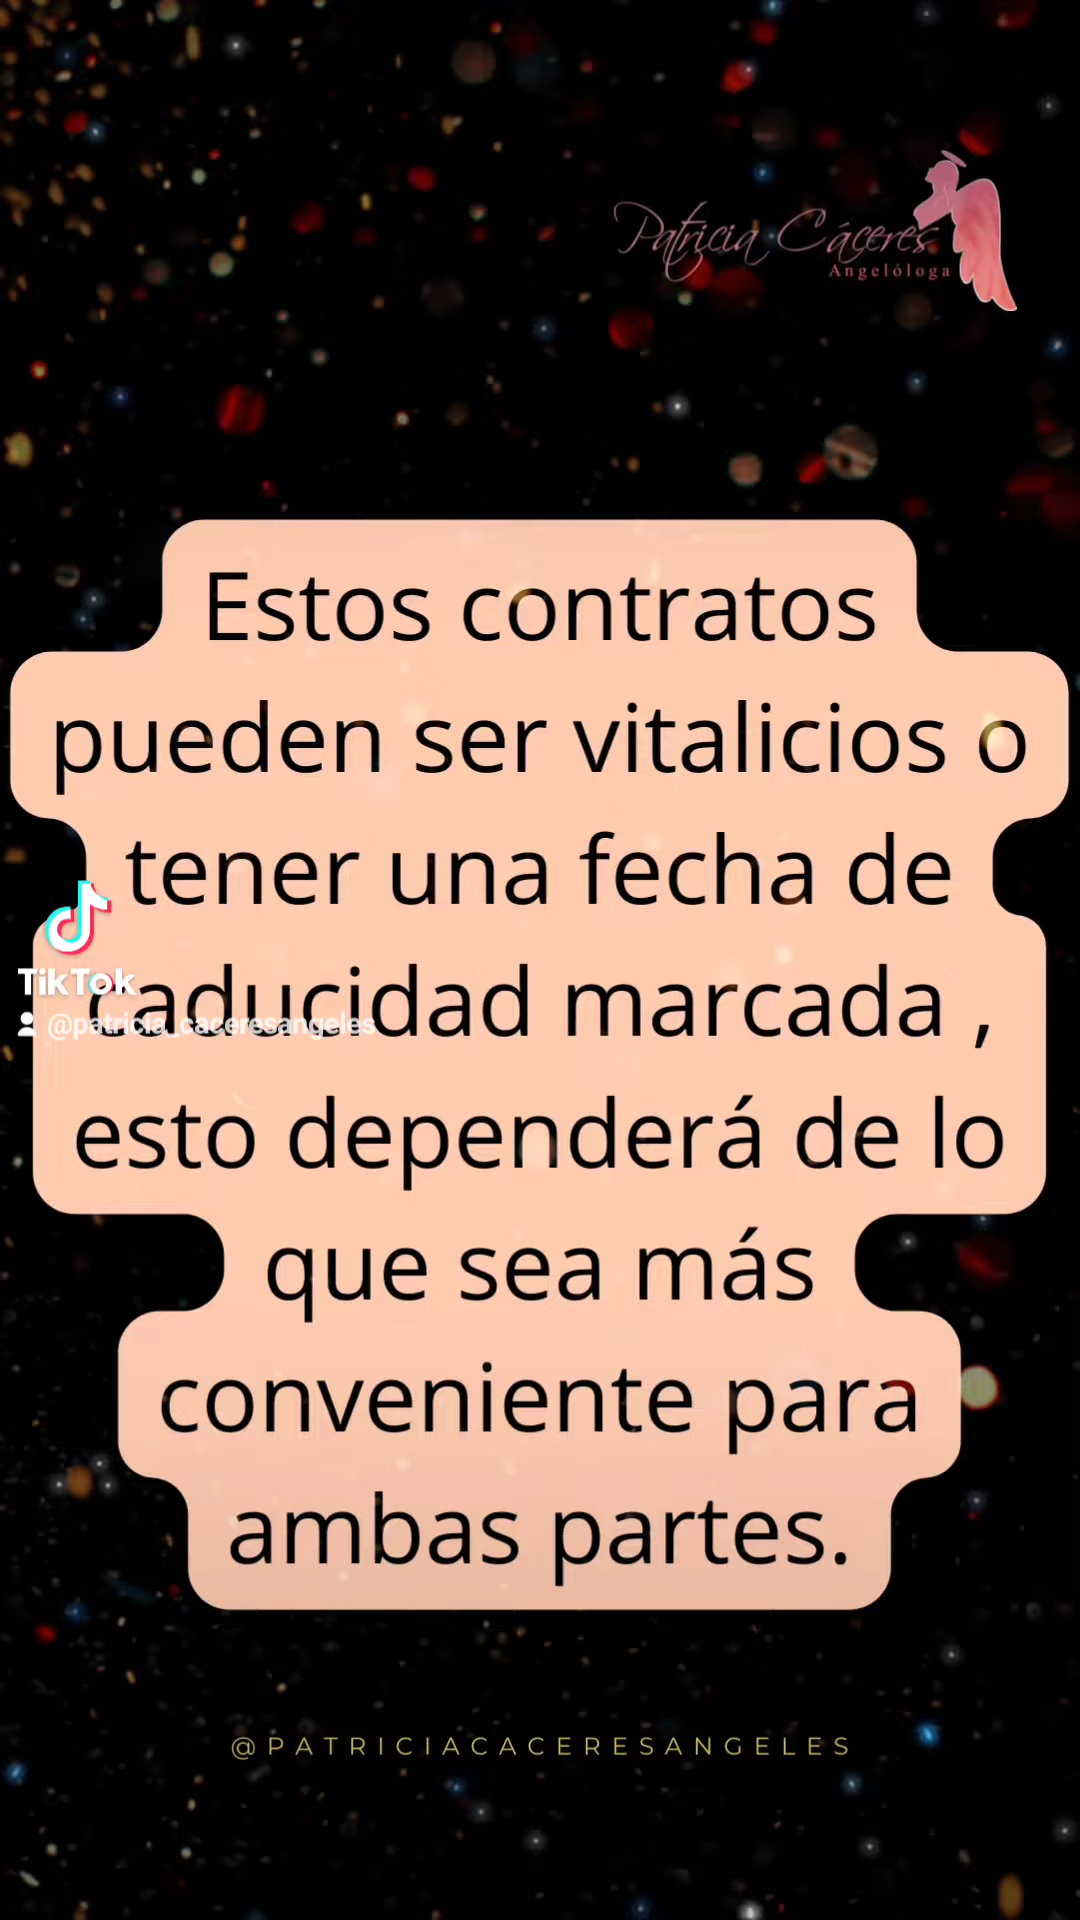 Patricia Cáceres
Angelóloga
Estos contratos
pueden ser vitalicios o
tener una fecha de
caducidad marcada ,
esto dependerá de lo
que sea más
conveniente para
ambas partes.
TikTok
@patricia_caceresangeles
@PATRICIACACERESANGELES